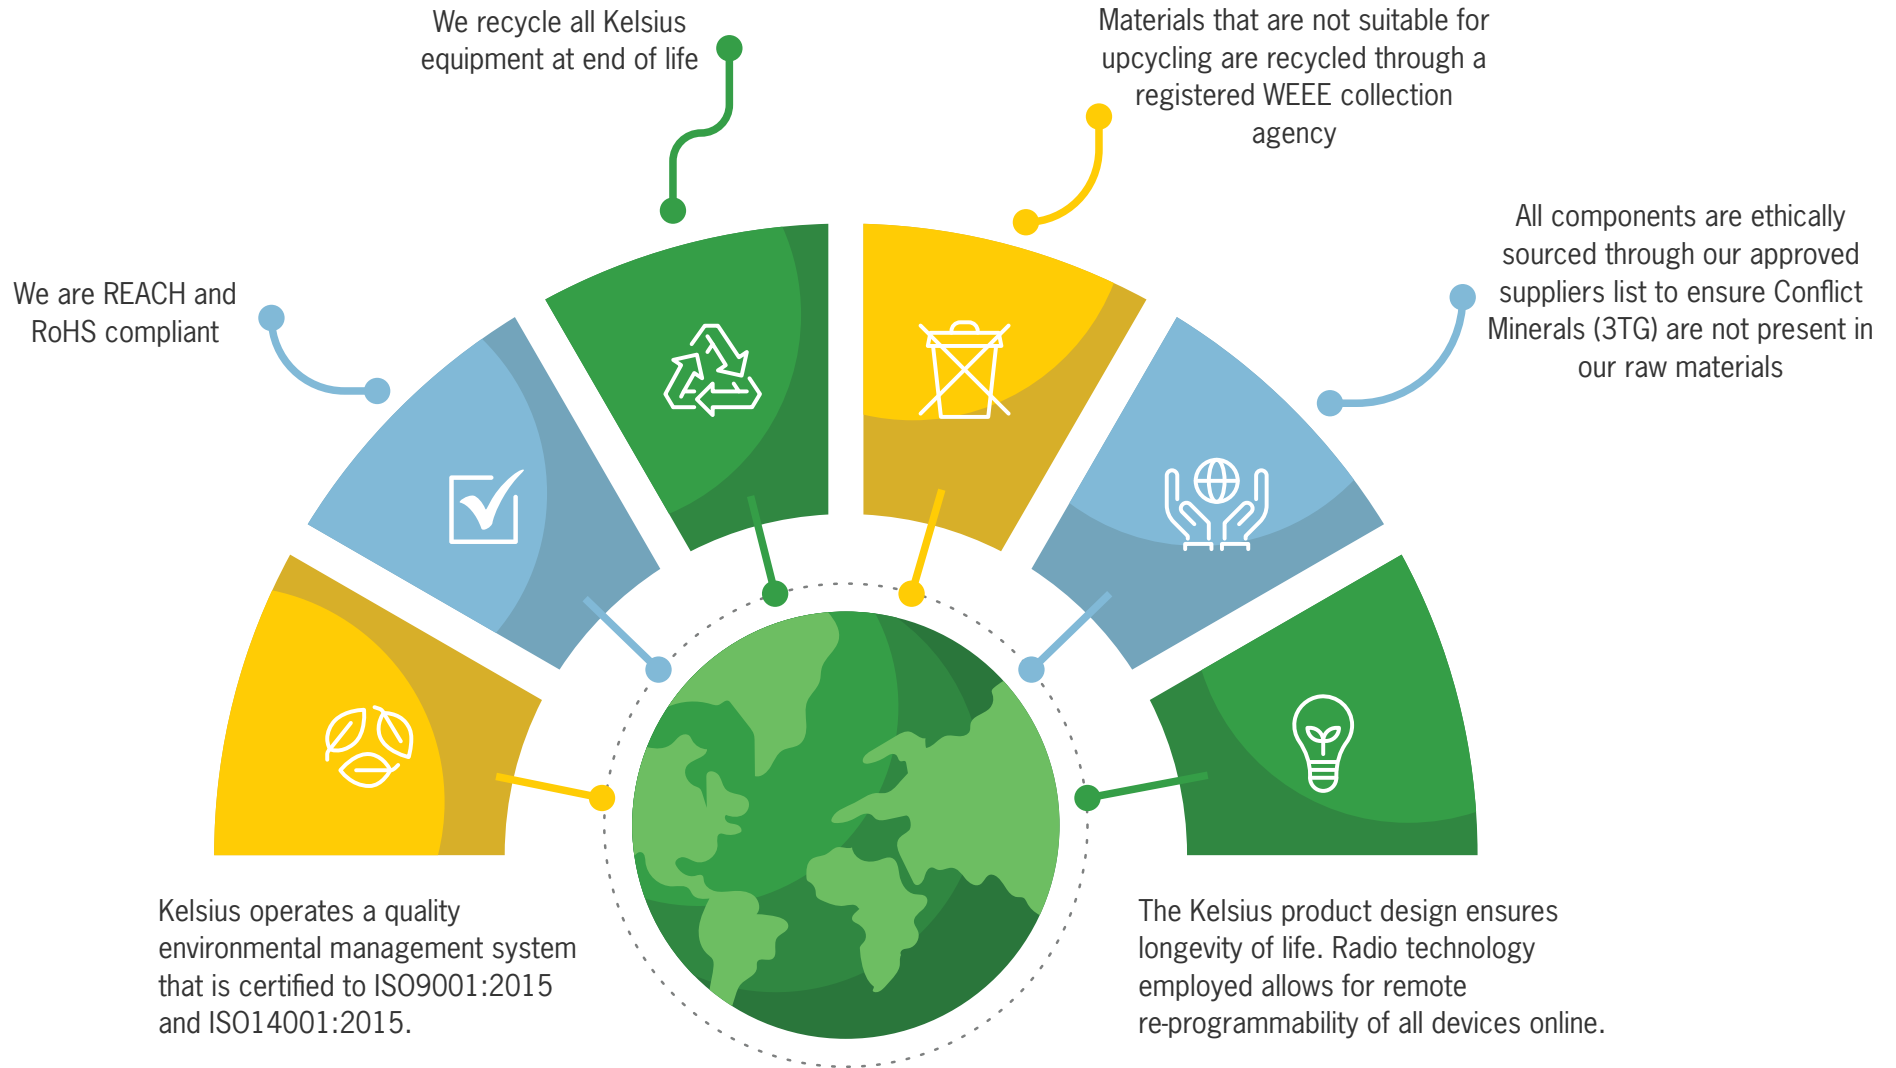 We recycle all Kelsius
equipment at end of life
Materials that are not suitable for
upcycling are recycled through a
registered WEEE collection
agency
All components are ethically
sourced through our approved
suppliers list to ensure Conflict
Minerals (3TG) are not present in
our raw materials
We are REACH and
RoHS compliant
Kelsius operates a quality
environmental management system
that is certified to ISO9001:2015
and ISO14001:2015.
The Kelsius product design ensures
longevity of life. Radio technology
employed allows for remote
re-programmability of all devices online.